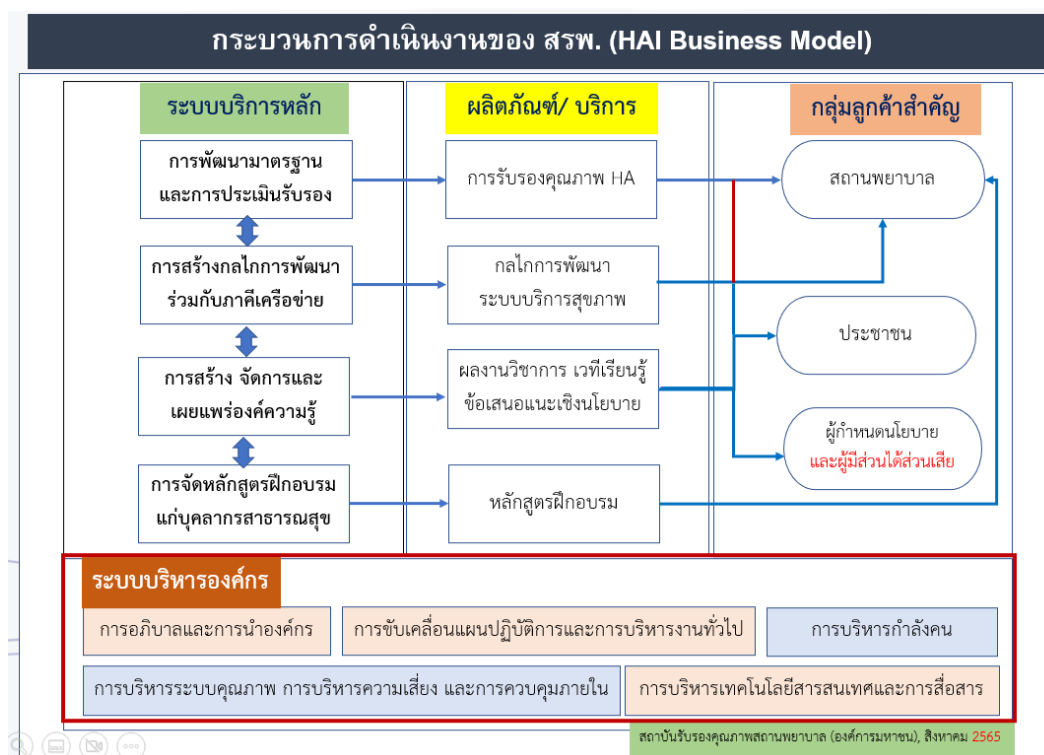 กระบวนการดำเนินงานของ สรพ. (HAI Business Model)
ระบบบริการหลัก
ผลิตภัณฑ์/ บริการ
กลุ่มลูกค้าสำคัญ
การพัฒนามาตรฐาน
และการประเมินรับรอง
การรับรองคุณภาพ HA
สถานพยาบาล
การสร้างกลไกการพัฒนา
ร่วมกับภาคีเครือข่าย
กลไกการพัฒนา
ระบบบริการสุขภาพ
ประชาชน
การสร้าง จัดการและ
เผยแพร่องค์ความรู้
ผลงานวิชาการ เวทีเรียนรู้
ข้อเสนอแนะเชิงนโยบาย
ผู้กำหนดนโยบาย
และผู้มีส่วนได้ส่วนเสีย
การจัดหลักสูตรฝึกอบรม
แก่บุคลากรสาธารณสุข
หลักสูตรฝึกอบรม
ระบบบริหารองค์กร
การอภิบาลและการนำองค์กร
การขับเคลื่อนแผนปฏิบัติการและการบริหารงานทั่วไป
การบริหารกำลังคน
การบริหารระบบคุณภาพ การบริหารความเสี่ยง และการควบคุมภายใน
การบริหารเทคโนโลยีสารสนเทศและการสื่อสาร
สถาบันรับรองคุณภาพสถานพยาบาล (องค์การมหาชน), สิงหาคม 2565